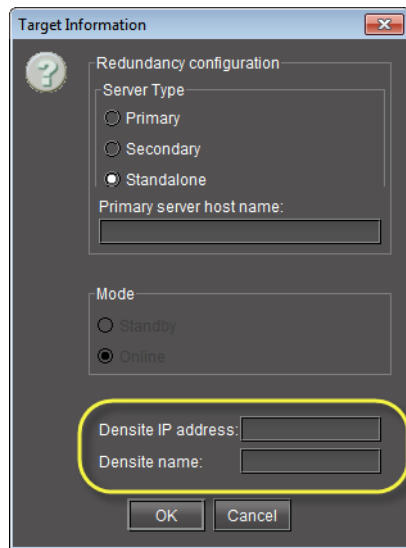 Target Information
Redundancy configuration
Server Type
Primary
Secondary
Standalone
Primary server host name:
Mode
Standby
Online
Densite IP address:
Densite name:
OK
Cancel